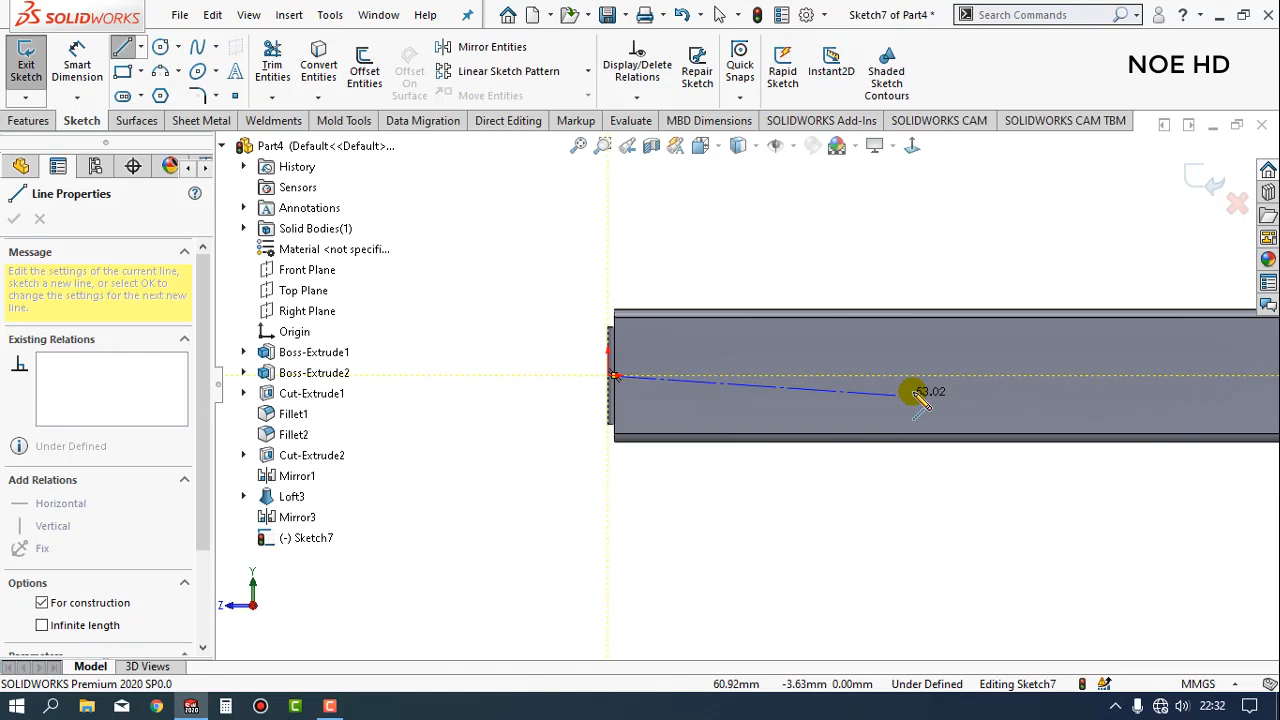 SOLIDWORKS File Edit View Insert Tools Window Help Sketch7 of Part4 * Search Commands ?
Exit Sketch Smart Dimension Trim Entities Convert Entities Offset Entities Offset On Surface Mirror Entities Linear Sketch Pattern Move Entities Display/Delete Relations Repair Sketch Quick Snaps Rapid Sketch Instant2D Shaded Sketch Contours NOE HD
Features Sketch Surfaces Sheet Metal Weldments Mold Tools Data Migration Direct Editing Markup Evaluate MBD Dimensions SOLIDWORKS Add-Ins SOLIDWORKS CAM SOLIDWORKS CAM TBM
Line Properties
Message
Edit the settings of the current line, sketch a new line, or select OK to change the settings for the next new line.
Existing Relations
Under Defined
Add Relations
Horizontal
Vertical
Fix
Options
For construction
Infinite length
Part4 (Default<<Default>...
History
Sensors
Annotations
Solid Bodies(1)
Material <not specifi...
Front Plane
Top Plane
Right Plane
Origin
Boss-Extrude1
Boss-Extrude2
Cut-Extrude1
Fillet1
Fillet2
Cut-Extrude2
Mirror1
Loft3
Mirror3
(-) Sketch7
53.02
Y
Z
Model 3D Views
SOLIDWORKS Premium 2020 SP0.0 60.92mm -3.63mm 0.00mm Under Defined Editing Sketch7 MMGS
22:32